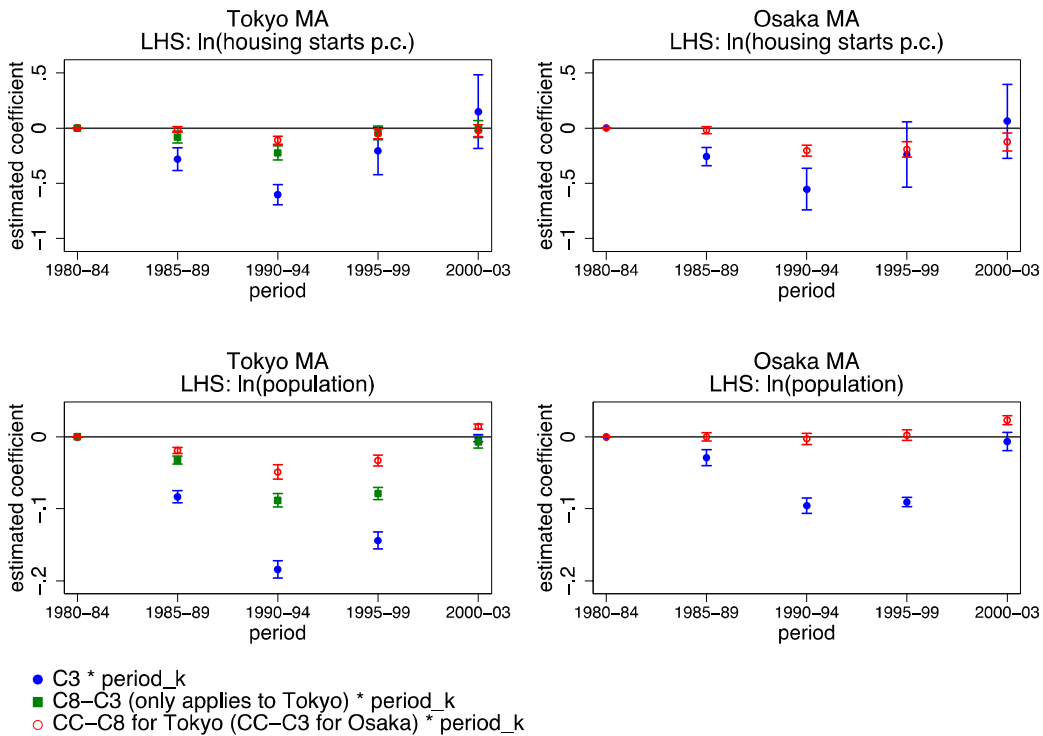 Tokyo MA
LHS: ln(housing starts p.c.)
estimated coefficient
.5
0
-.5
-1
1980–84
1985–89
1990–94
1995–99
2000–03
period
Osaka MA
LHS: ln(housing starts p.c.)
estimated coefficient
.5
0
-.5
-1
1980–84
1985–89
1990–94
1995–99
2000–03
period
Tokyo MA
LHS: ln(population)
estimated coefficient
0
-.1
-.2
1980–84
1985–89
1990–94
1995–99
2000–03
period
Osaka MA
LHS: ln(population)
estimated coefficient
0
-.1
-.2
1980–84
1985–89
1990–94
1995–99
2000–03
period
C3 * period_k
C8–C3 (only applies to Tokyo) * period_k
CC–C8 for Tokyo (CC–C3 for Osaka) * period_k